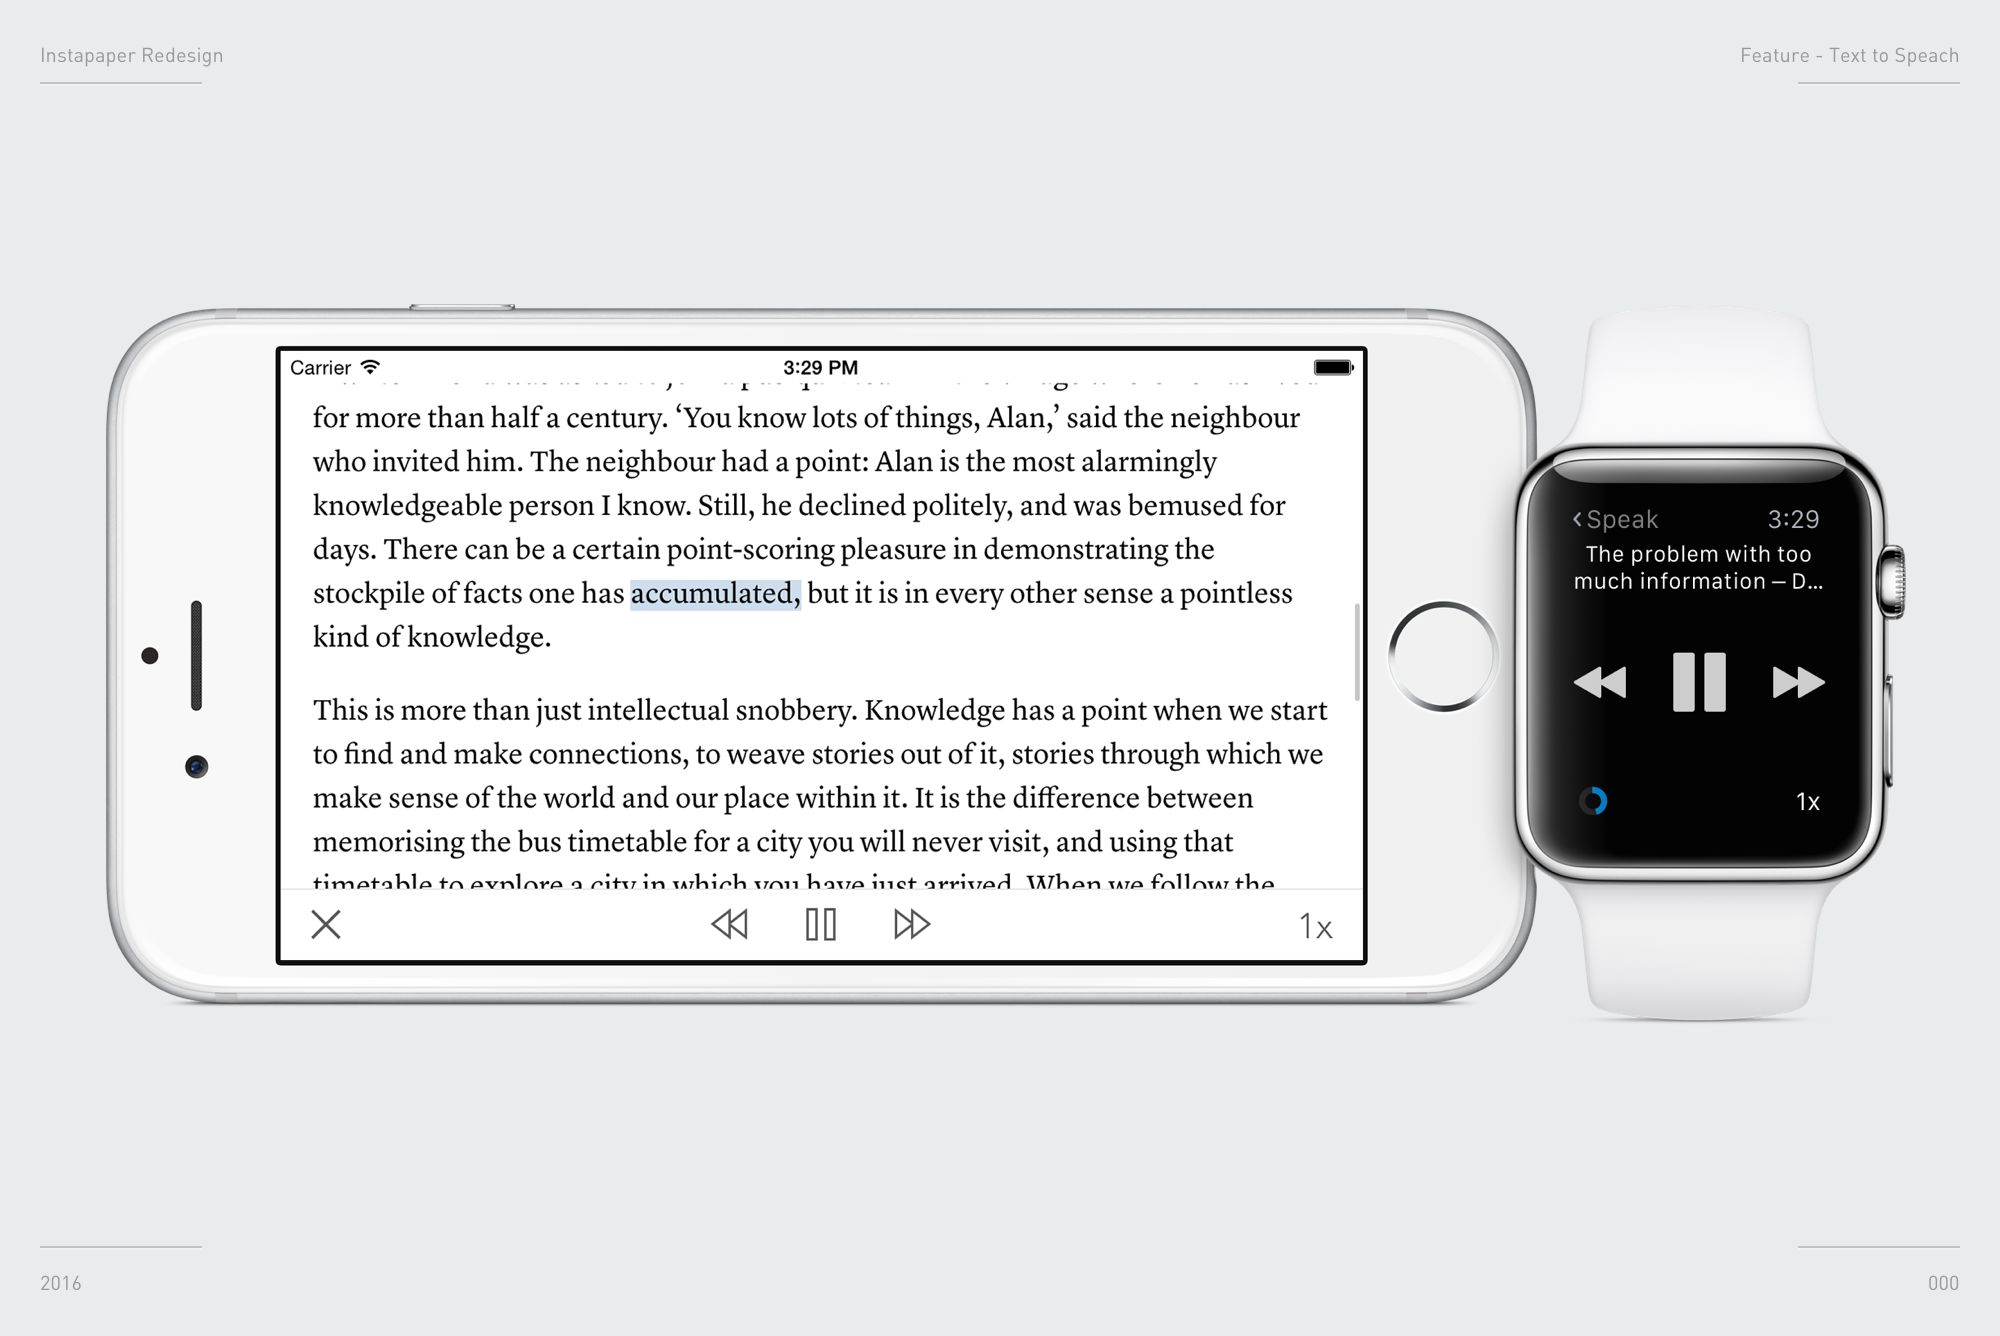 Instapaper Redesign
Feature - Text to Speach
Carrier
3:29 PM
for more than half a century. ‘You know lots of things, Alan,’ said the neighbour
who invited him. The neighbour had a point: Alan is the most alarmingly
knowledgeable person I know. Still, he declined politely, and was bemused for
days. There can be a certain point-scoring pleasure in demonstrating the
stockpile of facts one has accumulated, but it is in every other sense a pointless
kind of knowledge.
This is more than just intellectual snobbery. Knowledge has a point when we start
to find and make connections, to weave stories out of it, stories through which we
make sense of the world and our place within it. It is the difference between
memorising the bus timetable for a city you will never visit, and using that
timetable to explore a city in which you have just arrived. When we follow the
1x
Speak
3:29
The problem with too
much information – D...
1x
2016
000